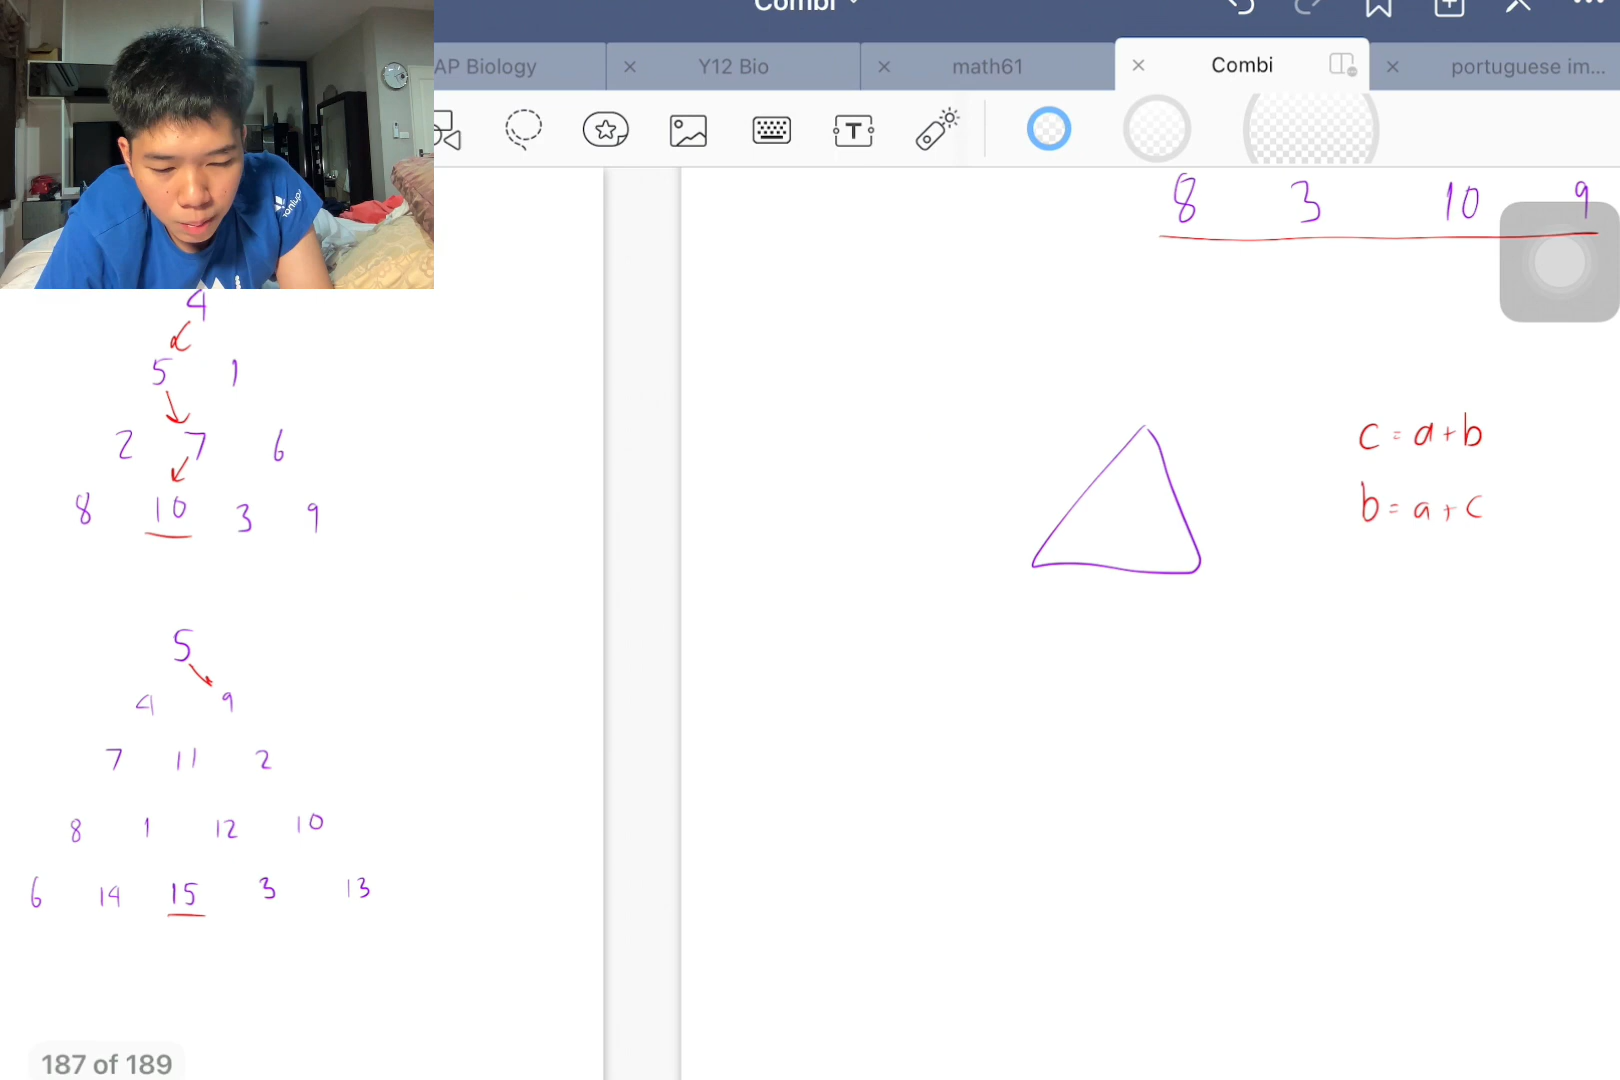 Combi
AP Biology
Y12 Bio
math61
Combi
portuguese im...
T
8 3 10 9
4
5 1
2 7 6
8 10 3 9
c = a + b
b = a + c
5
4 9
7 11 2
8 1 12 10
6 14 15 3 13
187 of 189